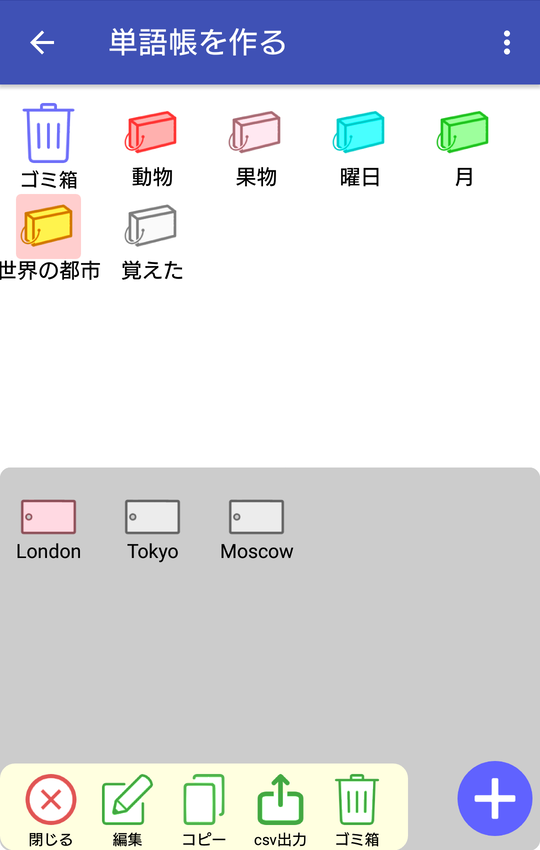 単語帳を作る
ゴミ箱
動物
果物
曜日
月
世界の都市
覚えた
London
Tokyo
Moscow
閉じる
編集
コピー
csv出力
ゴミ箱